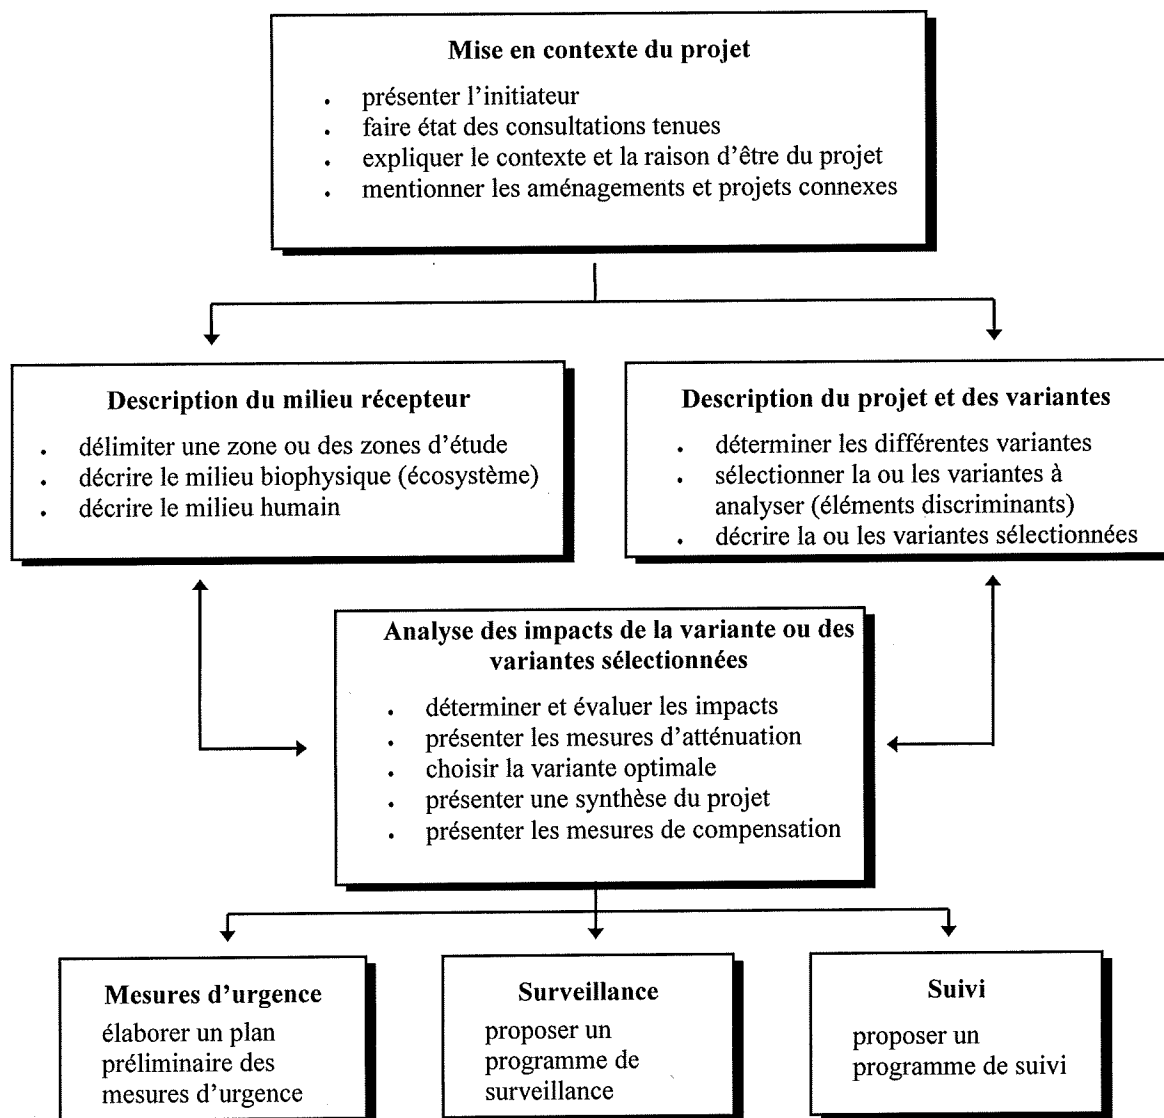 Mise en contexte du projet
• présenter l'initiateur
• faire état des consultations tenues
• expliquer le contexte et la raison d'être du projet
• mentionner les aménagements et projets connexes
Description du milieu récepteur
• délimiter une zone ou des zones d'étude
• décrire le milieu biophysique (écosystème)
• décrire le milieu humain
Description du projet et des variantes
• déterminer les différentes variantes
• sélectionner la ou les variantes à
analyser (éléments discriminants)
• décrire la ou les variantes sélectionnées
Analyse des impacts de la variante ou des
variantes sélectionnées
• déterminer et évaluer les impacts
• présenter les mesures d'atténuation
• choisir la variante optimale
• présenter une synthèse du projet
• présenter les mesures de compensation
Mesures d'urgence
élaborer un plan
préliminaire des
mesures d'urgence
Surveillance
proposer un
programme de
surveillance
Suivi
proposer un
programme de suivi